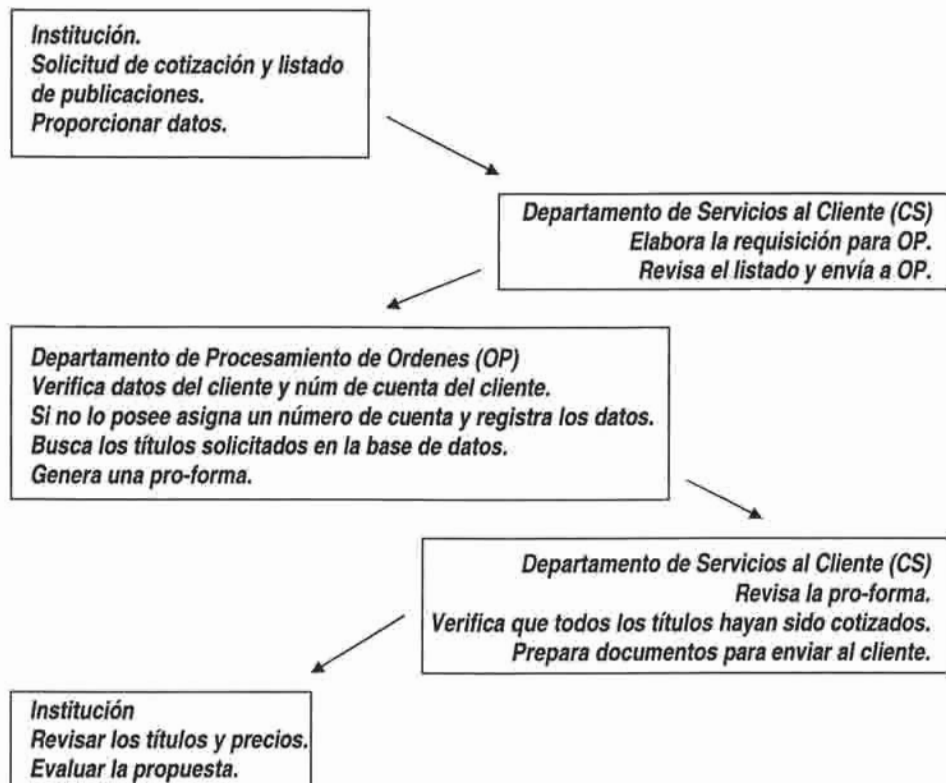 Institución.
Solicitud de cotización y listado
de publicaciones.
Proporcionar datos.
Departamento de Servicios al Cliente (CS)
Elabora la requisición para OP.
Revisa el listado y envía a OP.
Departamento de Procesamiento de Ordenes (OP)
Verifica datos del cliente y núm de cuenta del cliente.
Si no lo posee asigna un número de cuenta y registra los datos.
Busca los títulos solicitados en la base de datos.
Genera una pro-forma.
Departamento de Servicios al Cliente (CS)
Revisa la pro-forma.
Verifica que todos los títulos hayan sido cotizados.
Prepara documentos para enviar al cliente.
Institución
Revisar los títulos y precios.
Evaluar la propuesta.